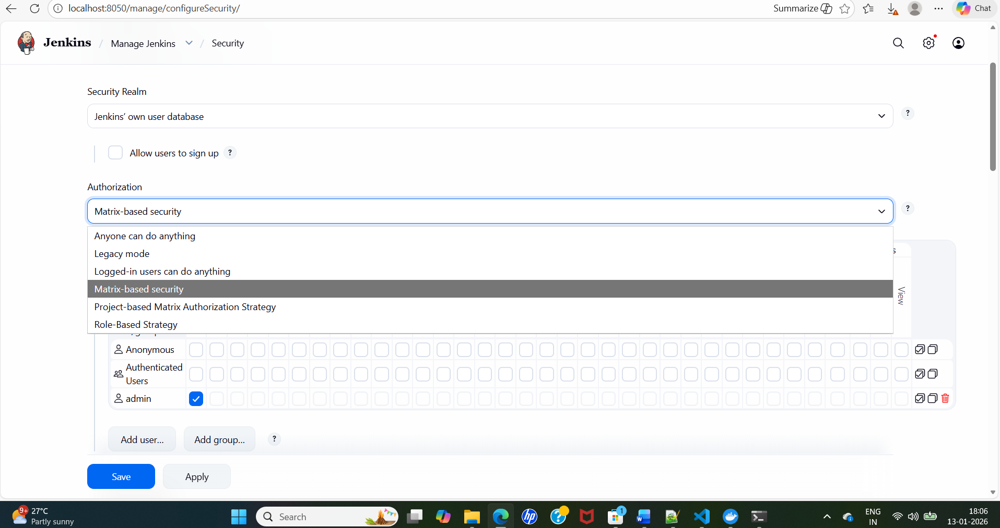 localhost:8050/manage/configureSecurity/
Summarize
Chat
Jenkins / Manage Jenkins / Security
Security Realm
Jenkins' own user database
?
Allow users to sign up ?
Authorization
Matrix-based security
?
Anyone can do anything
Legacy mode
Logged-in users can do anything
Matrix-based security
Project-based Matrix Authorization Strategy
Role-Based Strategy
View
Anonymous
Authenticated
Users
admin
Add user... Add group... ?
Save Apply
9+ 27°C
Partly sunny
Search
hp
?
1
ENG
IN
18:06
13-01-2026